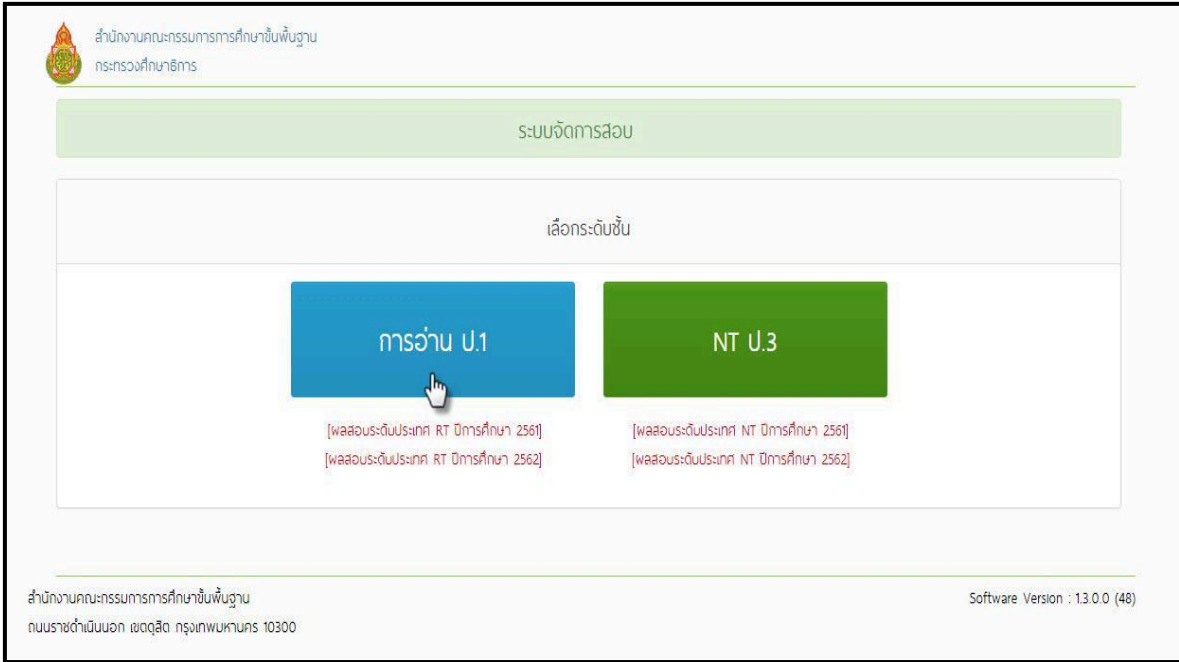 สำนักงานคณะกรรมการการศึกษาขั้นพื้นฐาน
กระทรวงศึกษาธิการ
ระบบจัดการสอบ
เลือกระดับชั้น
การอ่าน ป.1
NT ป.3
[ผลสอบระดับประเทศ RT ปีการศึกษา 2561]
[ผลสอบระดับประเทศ NT ปีการศึกษา 2561]
[ผลสอบระดับประเทศ RT ปีการศึกษา 2562]
[ผลสอบระดับประเทศ NT ปีการศึกษา 2562]
สำนักงานคณะกรรมการการศึกษาขั้นพื้นฐาน
Software Version : 1.3.0.0 (48)
ถนนราชดำเนินนอก เขตดุสิต กรุงเทพมหานคร 10300